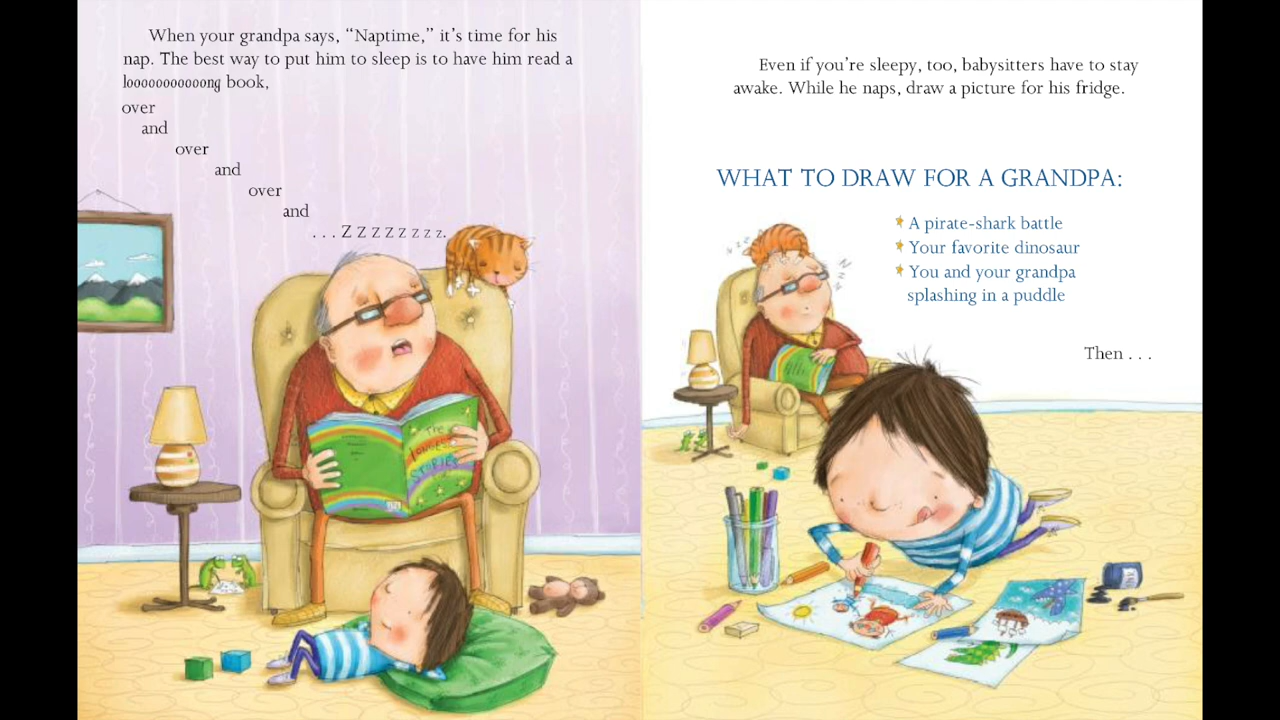 When your grandpa says, “Naptime,” it’s time for his
nap. The best way to put him to sleep is to have him read a
looooooooooong book,
over
and
over
and
over
and
. . . Z z z z z z z z.
The
LONGEST
STORIES
Even if you’re sleepy, too, babysitters have to stay
awake. While he naps, draw a picture for his fridge.
WHAT TO DRAW FOR A GRANDPA:
A pirate-shark battle
Your favorite dinosaur
You and your grandpa
splashing in a puddle
z z z z
z z z z
Then . . .